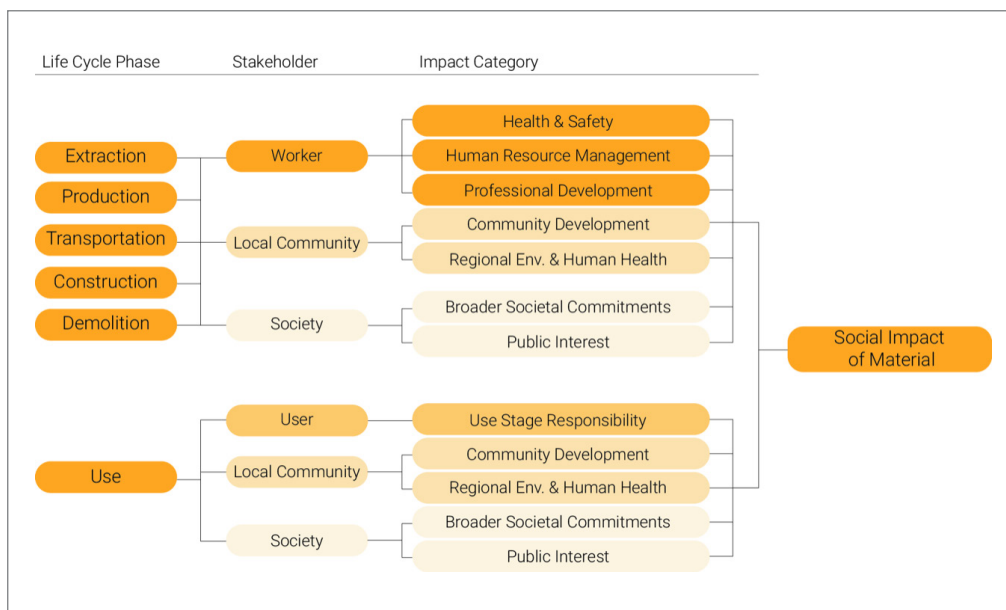 Life Cycle Phase
Stakeholder
Impact Category
Extraction
Production
Transportation
Construction
Demolition
Worker
Local Community
Society
Health & Safety
Human Resource Management
Professional Development
Community Development
Regional Env. & Human Health
Broader Societal Commitments
Public Interest
Use
User
Local Community
Society
Use Stage Responsibility
Community Development
Regional Env. & Human Health
Broader Societal Commitments
Public Interest
Social Impact
of Material